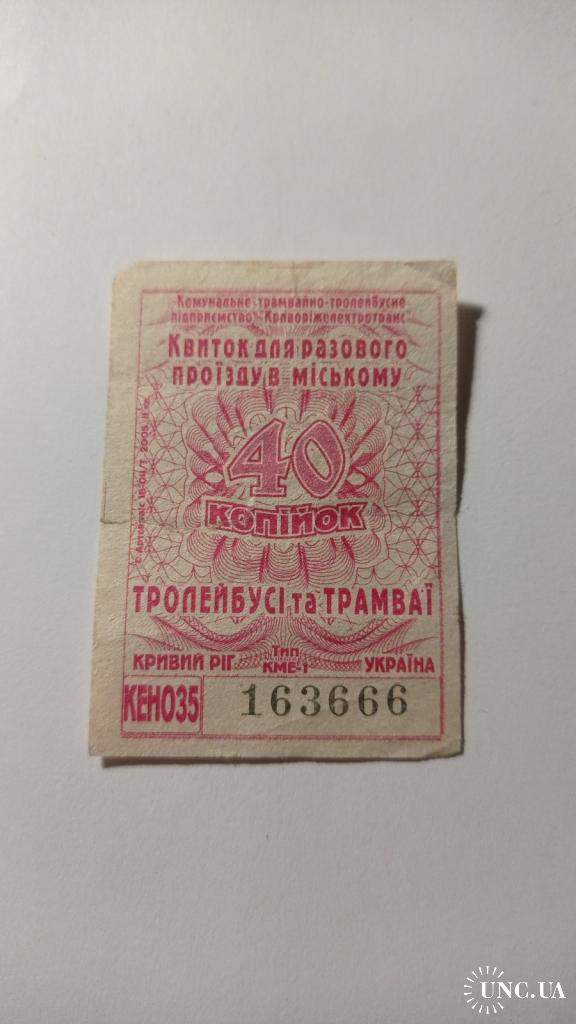 Комунальне трамвайно-тролейбусне
підприємство "Криворіжелектротранс"
Квиток для разового
проїзду в міському
40
копійок
тролейбусі та трамваї
Кривий Ріг
Тип
КМЕ-1
Україна
КЕНО35
163666
UNC.UA